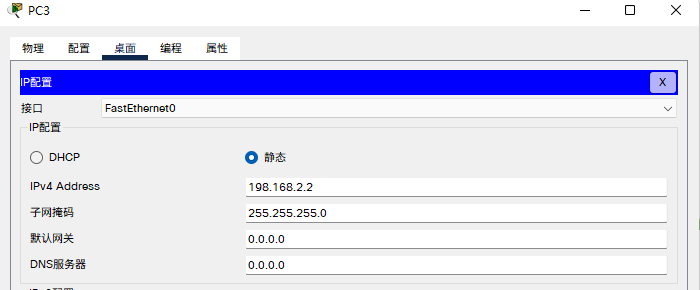 PC3
物理 配置 桌面 编程 属性
IP配置 X
接口 FastEthernet0
IP配置
DHCP 静态
IPv4 Address 198.168.2.2
子网掩码 255.255.255.0
默认网关 0.0.0.0
DNS服务器 0.0.0.0